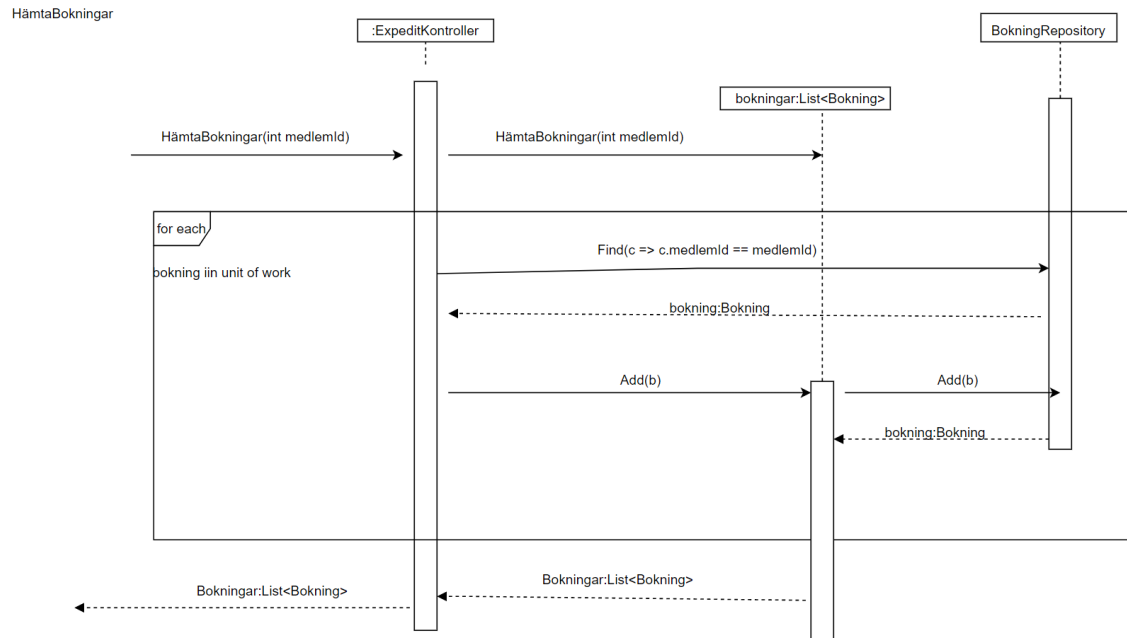 HämtaBokningar
:ExpeditKontroller
BokningRepository
bokningar:List<Bokning>
HämtaBokningar(int medlemId)
HämtaBokningar(int medlemId)
for each
Find(c => c.medlemId == medlemId)
bokning iin unit of work
bokning:Bokning
Add(b)
Add(b)
bokning:Bokning
Bokningar:List<Bokning>
Bokningar:List<Bokning>